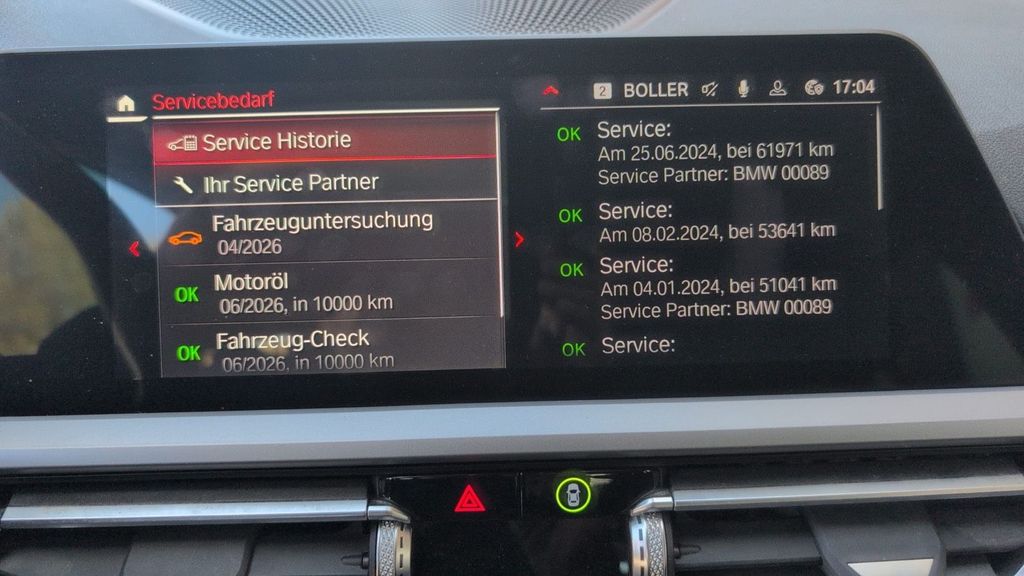 Servicebedarf
2 BOLLER 17:04
Service Historie
Ihr Service Partner
Fahrzeuguntersuchung
04/2026
OK Motoröl
06/2026, in 10000 km
OK Fahrzeug-Check
06/2026, in 10000 km
OK Service:
Am 25.06.2024, bei 61971 km
Service Partner: BMW 00089
OK Service:
Am 08.02.2024, bei 53641 km
OK Service:
Am 04.01.2024, bei 51041 km
Service Partner: BMW 00089
OK Service: